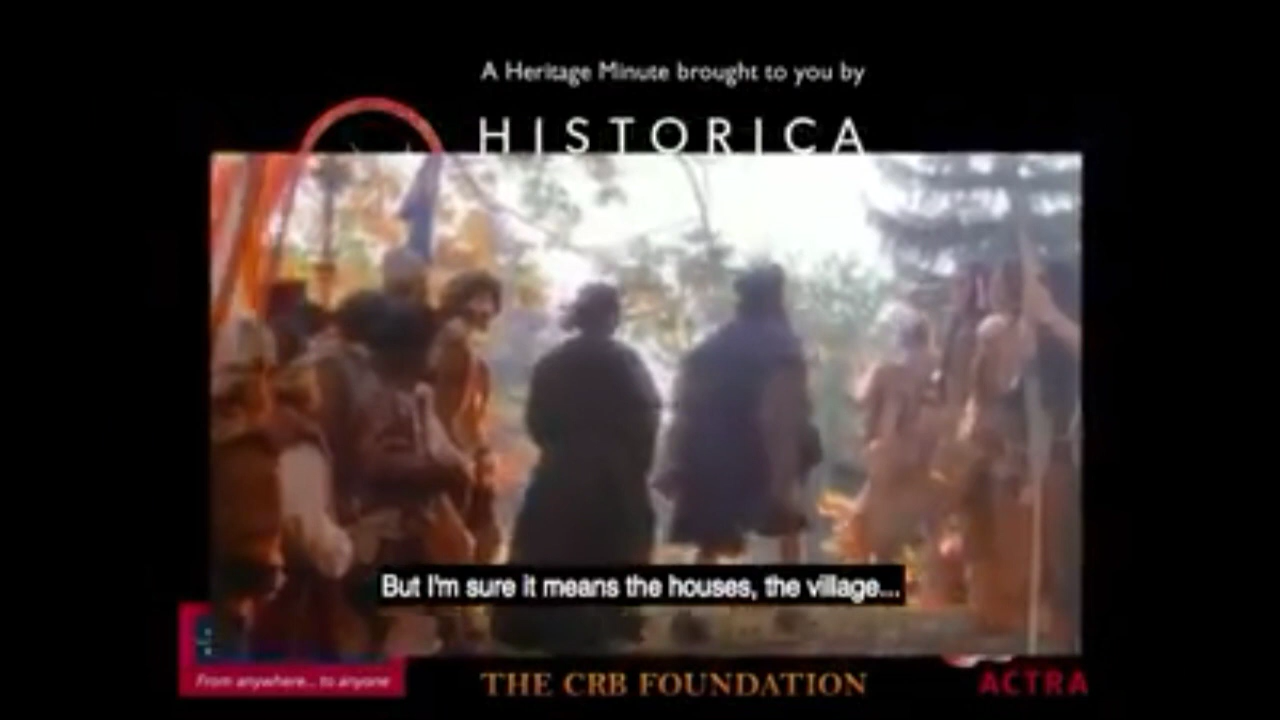 A Heritage Minute brought to you by
HISTORICA
But I'm sure it means the houses, the village...
From anywhere... to anyone
THE CRB FOUNDATION
ACTRA